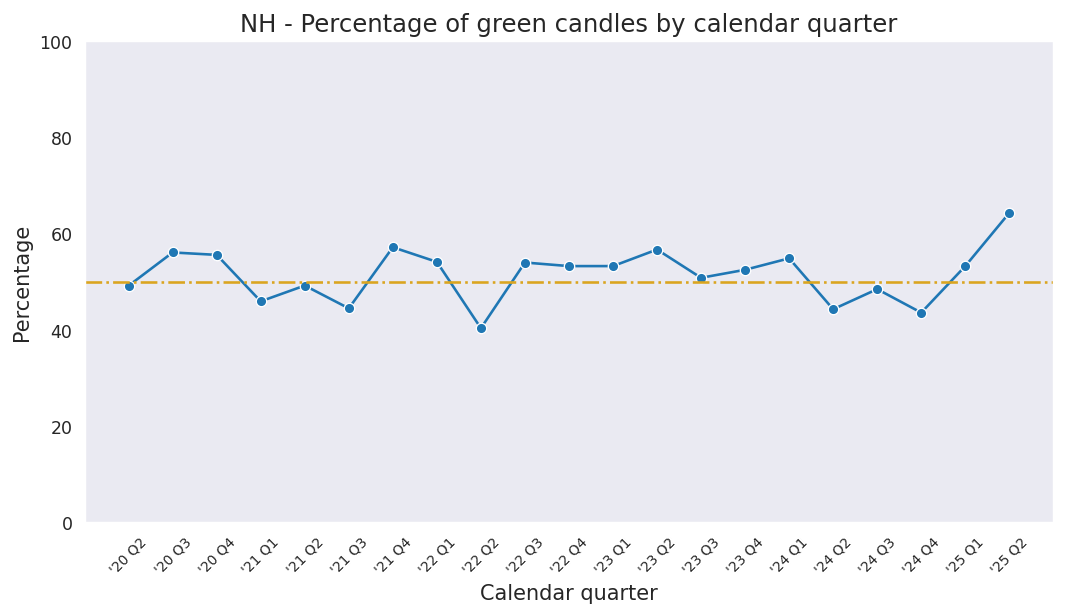 NH - Percentage of green candles by calendar quarter
100
80
60
40
20
0
Percentage
'20 Q2
'20 Q3
'20 Q4
'21 Q1
'21 Q2
'21 Q3
'21 Q4
'22 Q1
'22 Q2
'22 Q3
'22 Q4
'23 Q1
'23 Q2
'23 Q3
'23 Q4
'24 Q1
'24 Q2
'24 Q3
'24 Q4
'25 Q1
'25 Q2
Calendar quarter